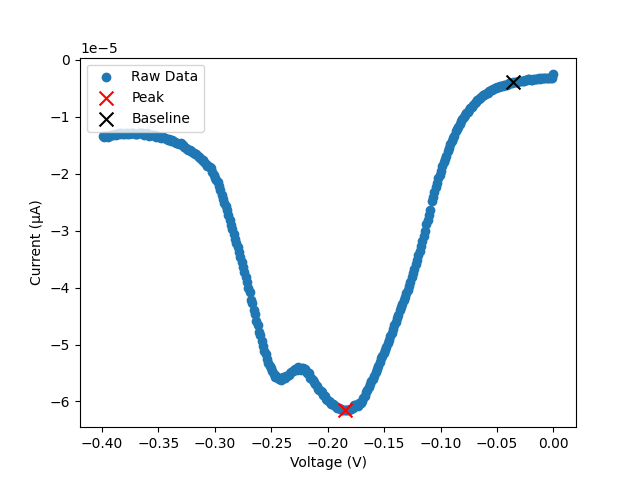 1e−5
0
−1
−2
−3
−4
−5
−6
Current (μA)
Raw Data
Peak
Baseline
−0.40 −0.35 −0.30 −0.25 −0.20 −0.15 −0.10 −0.05 0.00
Voltage (V)